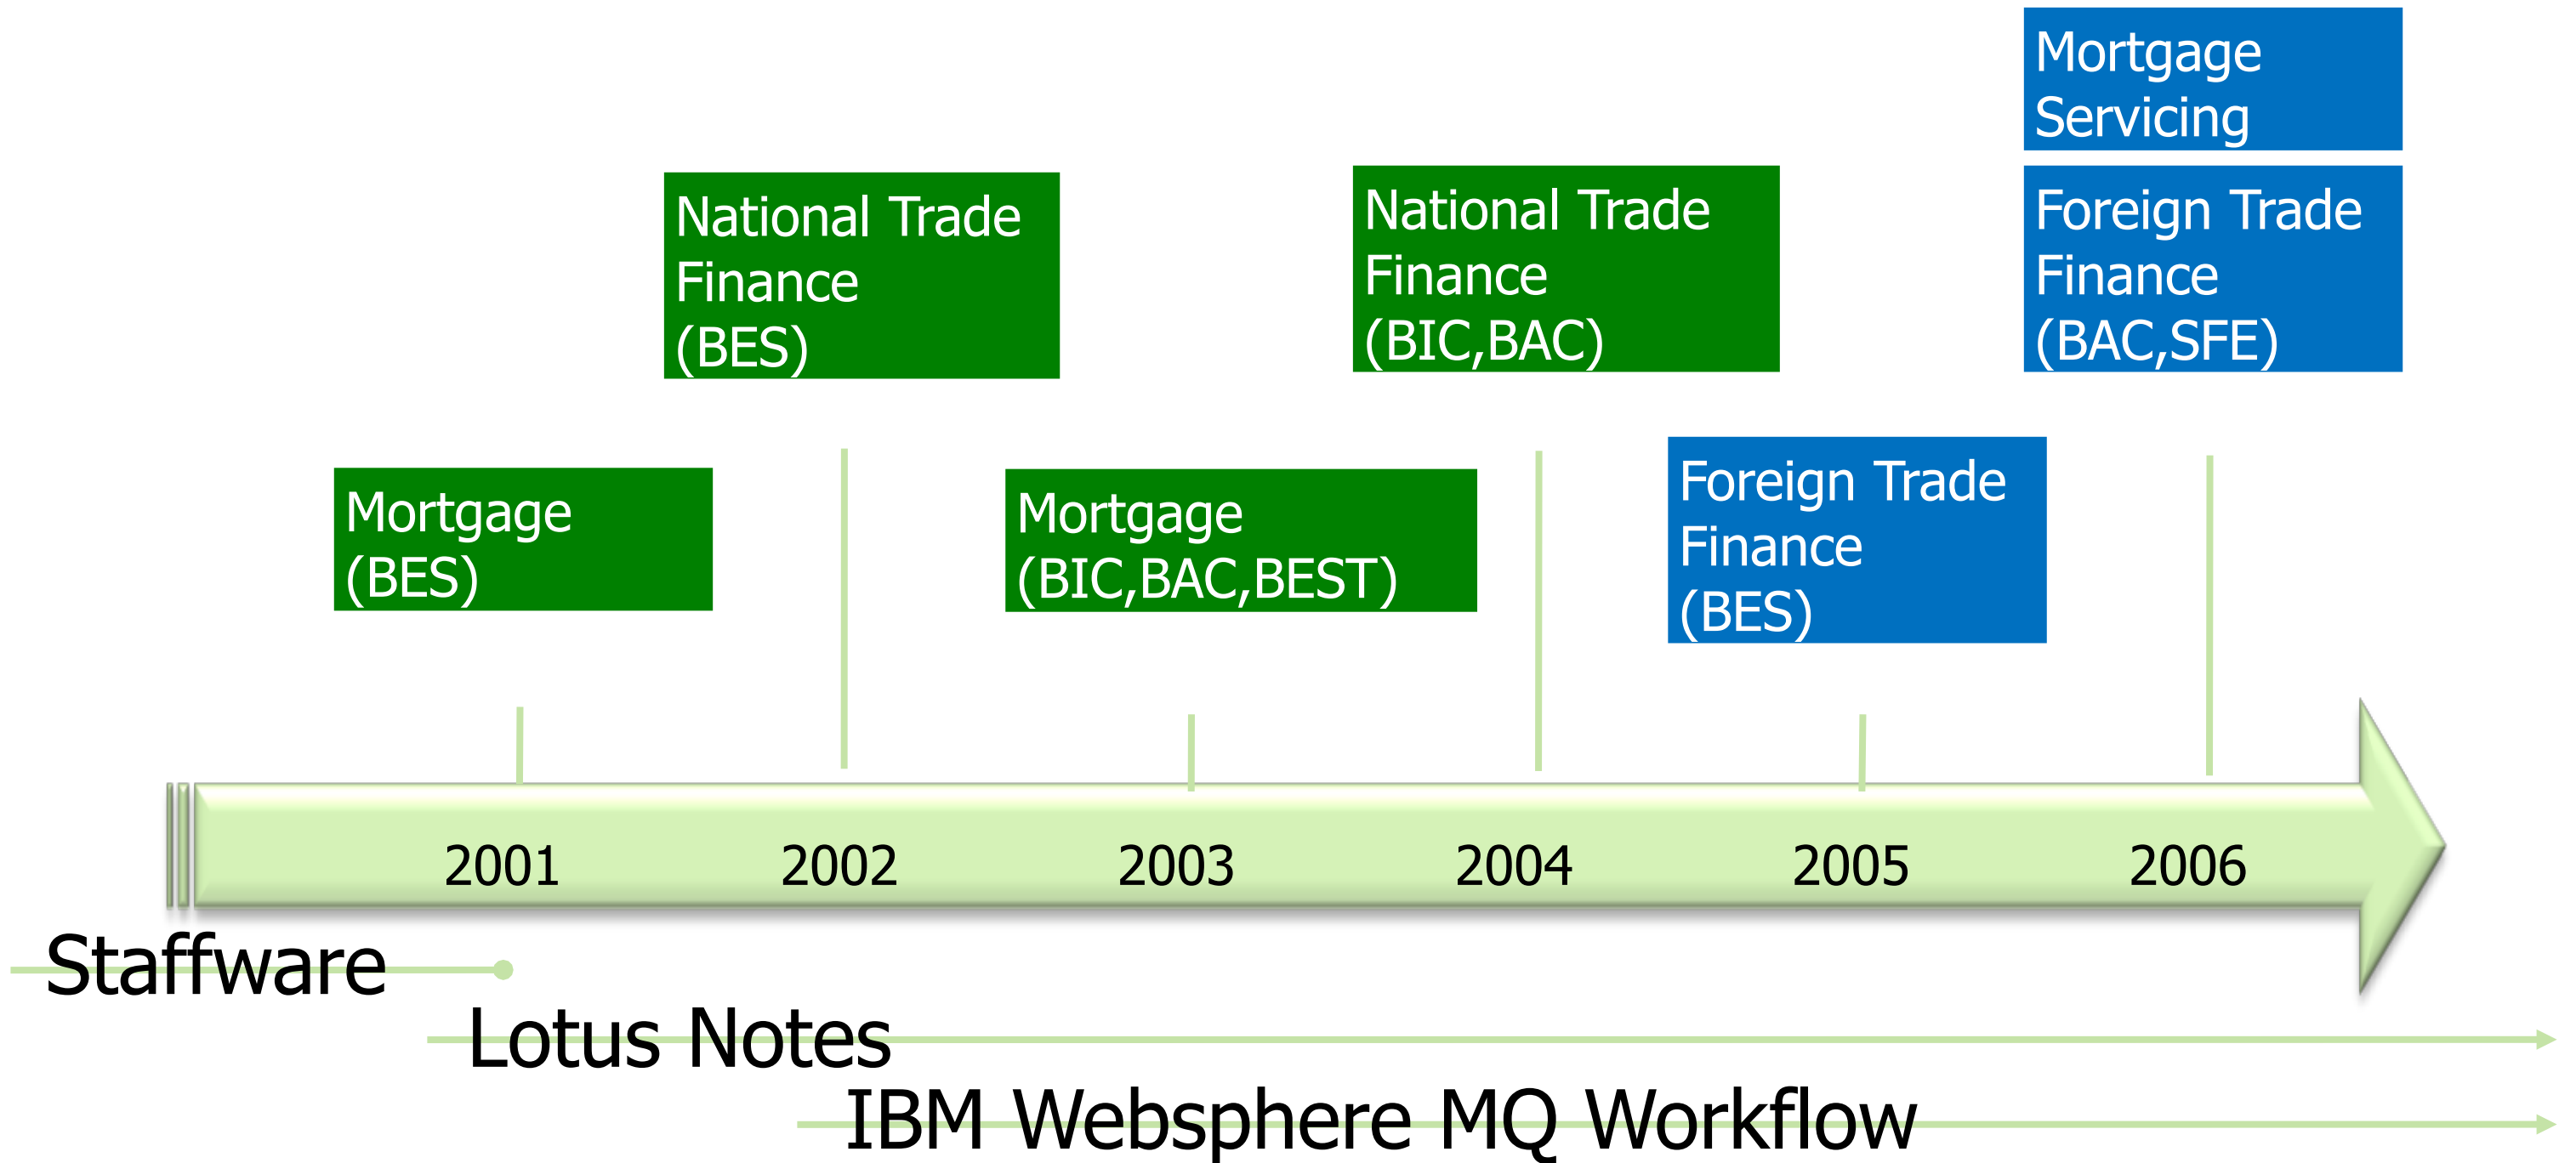 Mortgage
Servicing
National Trade
Finance
(BES)
National Trade
Finance
(BIC,BAC)
Foreign Trade
Finance
(BAC,SFE)
Mortgage
(BES)
Mortgage
(BIC,BAC,BEST)
Foreign Trade
Finance
(BES)
2001 2002 2003 2004 2005 2006
Staffware
Lotus Notes
IBM Websphere MQ Workflow